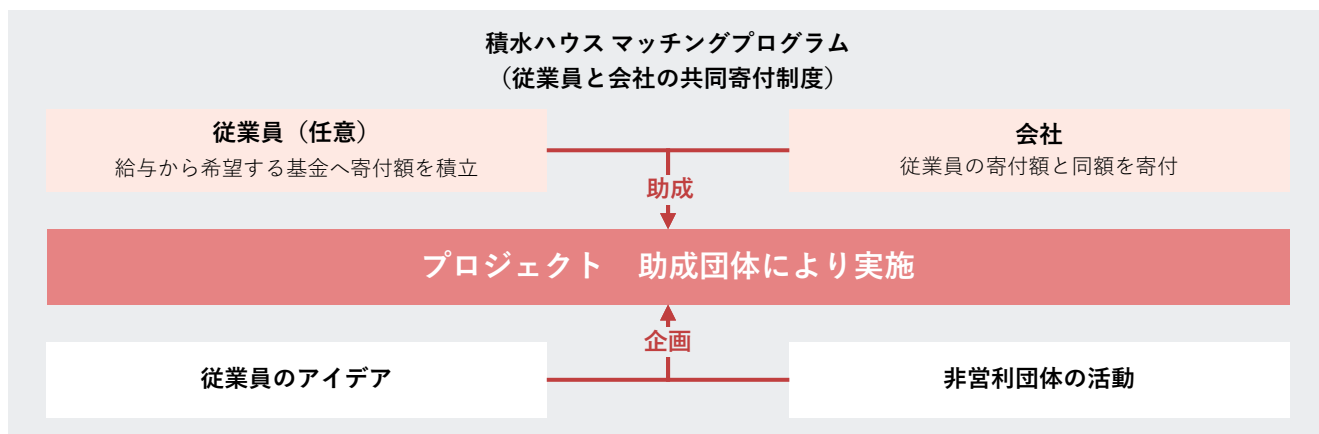 積水ハウス マッチングプログラム
（従業員と会社の共同寄付制度）
従業員（任意）
給与から希望する基金へ寄付額を積立
会社
従業員の寄付額と同額を寄付
助成
プロジェクト　助成団体により実施
企画
従業員のアイデア
非営利団体の活動